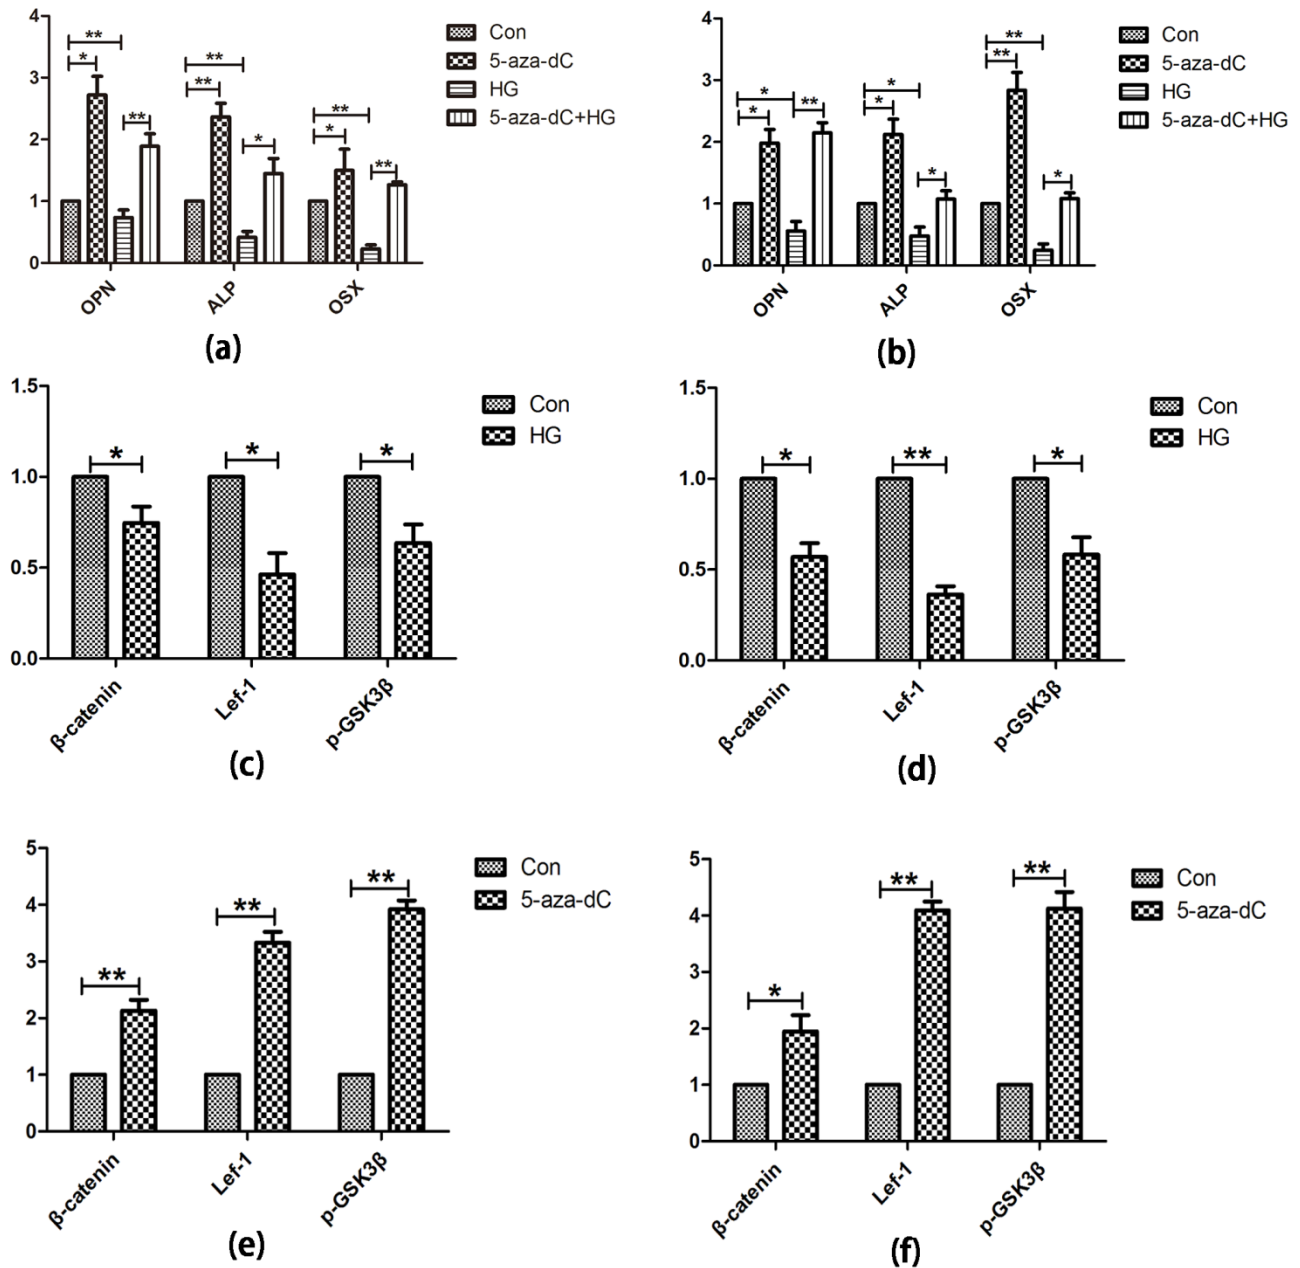 4
3
2
1
0
**
*
**
**
**
*
**
*
**
OPN
ALP
OSX
Con
5-aza-dC
HG
5-aza-dC+HG
(a)
4
3
2
1
0
*
*
**
*
*
*
**
**
*
OPN
ALP
OSX
Con
5-aza-dC
HG
5-aza-dC+HG
(b)
1.5
1.0
0.5
0.0
*
*
*
β-catenin
Lef-1
p-GSK3β
Con
HG
(c)
1.5
1.0
0.5
0.0
*
**
*
β-catenin
Lef-1
p-GSK3β
Con
HG
(d)
5
4
3
2
1
0
**
**
**
β-catenin
Lef-1
p-GSK3β
Con
5-aza-dC
(e)
5
4
3
2
1
0
*
**
**
β-catenin
Lef-1
p-GSK3β
Con
5-aza-dC
(f)